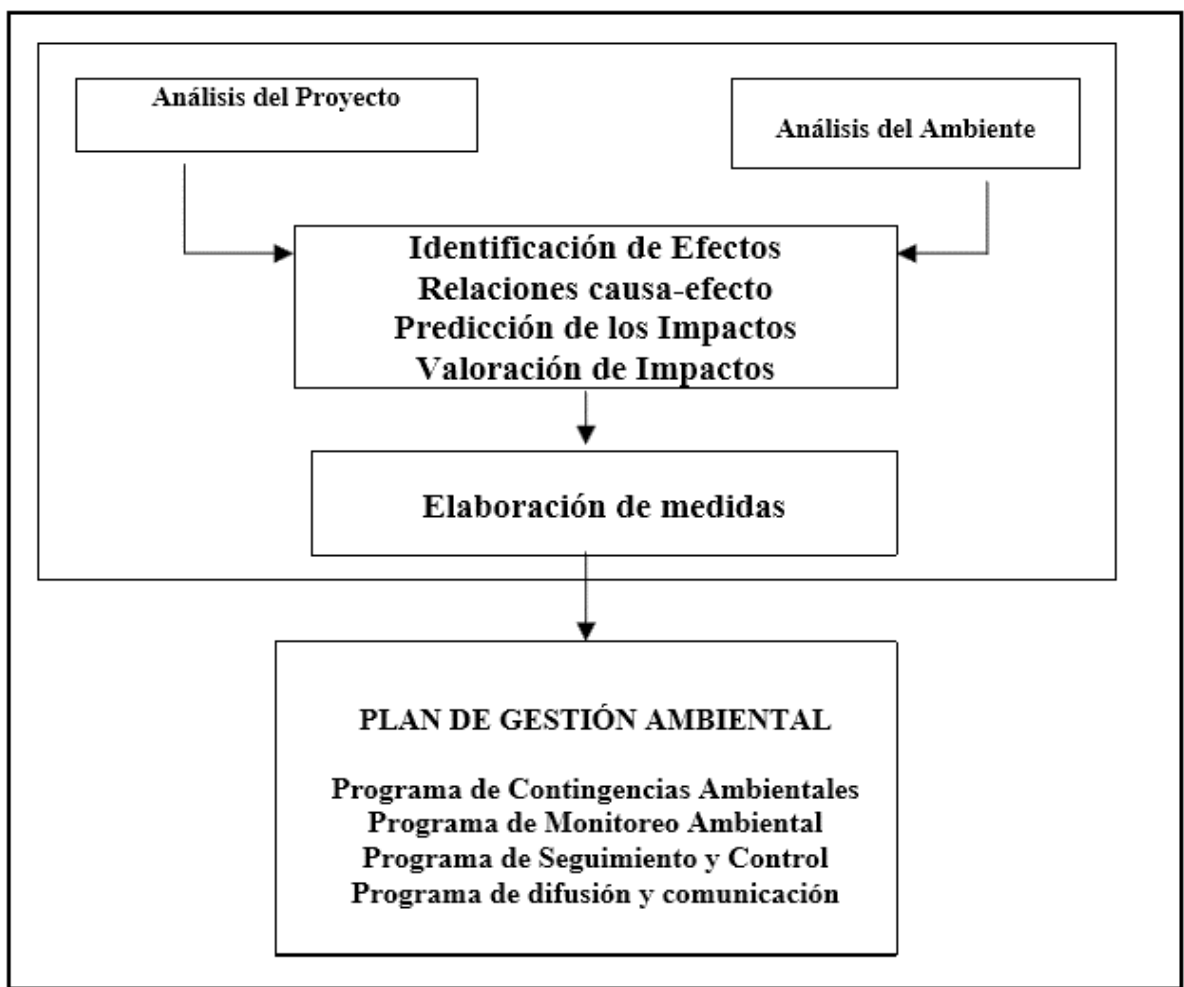 Análisis del Proyecto
Análisis del Ambiente
Identificación de Efectos
Relaciones causa-efecto
Predicción de los Impactos
Valoración de Impactos
Elaboración de medidas
PLAN DE GESTIÓN AMBIENTAL
Programa de Contingencias Ambientales
Programa de Monitoreo Ambiental
Programa de Seguimiento y Control
Programa de difusión y comunicación